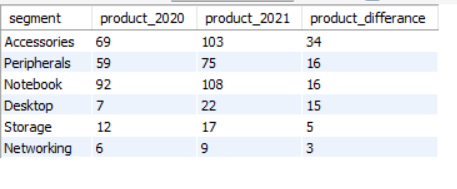 segment product_2020 product_2021 product_differance
Accessories 69 103 34
Peripherals 59 75 16
Notebook 92 108 16
Desktop 7 22 15
Storage 12 17 5
Networking 6 9 3